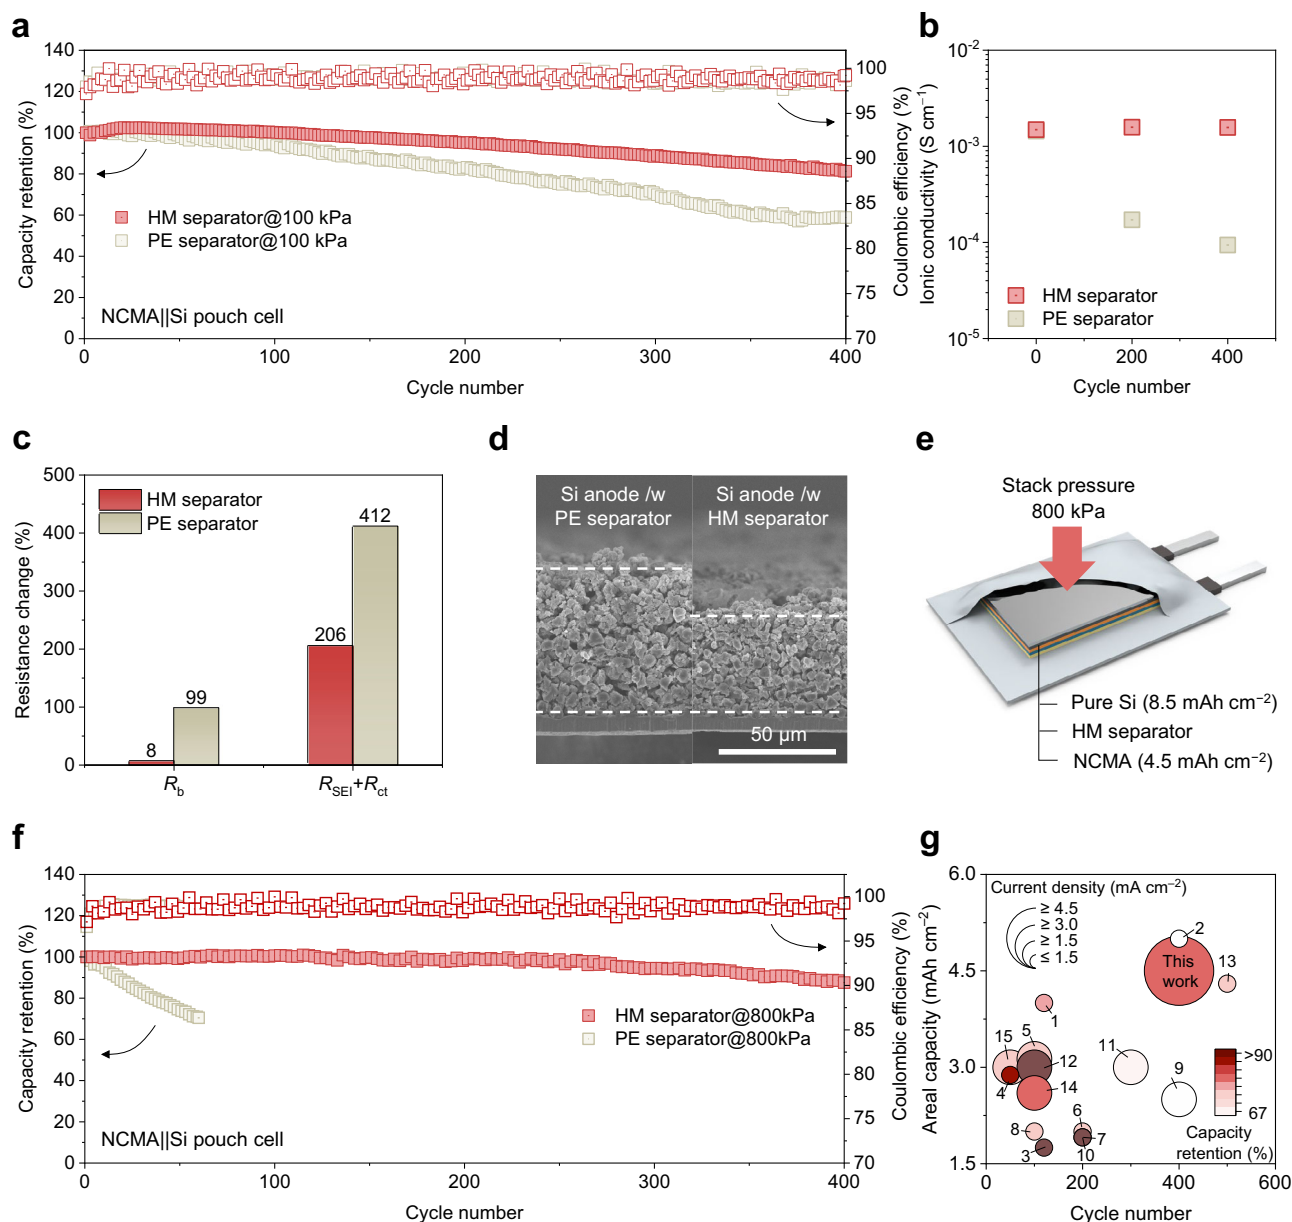 a
140
120
100
80
60
40
20
0
Capacity retention (%)
100
95
90
85
80
75
70
Coulombic efficiency (%)
HM separator@100 kPa
PE separator@100 kPa
NCMA||Si pouch cell
0 100 200 300 400
Cycle number
b
10⁻²
10⁻³
10⁻⁴
10⁻⁵
Ionic conductivity (S cm⁻¹)
HM separator
PE separator
0 200 400
Cycle number
c
500
400
300
200
100
0
Resistance change (%)
HM separator
PE separator
8
99
206
412
R_b
R_SEI+R_ct
d
Si anode /w
PE separator
Si anode /w
HM separator
50 μm
e
Stack pressure
800 kPa
Pure Si (8.5 mAh cm⁻²)
HM separator
NCMA (4.5 mAh cm⁻²)
f
140
120
100
80
60
40
20
0
Capacity retention (%)
100
95
90
85
80
75
70
Coulombic efficiency (%)
HM separator@800kPa
PE separator@800kPa
NCMA||Si pouch cell
0 100 200 300 400
Cycle number
g
6.0
4.5
3.0
1.5
Areal capacity (mAh cm⁻²)
Current density (mA cm⁻²)
≥ 4.5
≥ 3.0
≥ 1.5
≤ 1.5
2
This
work
13
1
5
15
12
11
4
14
9
8
6
3
7
10
>90
67
Capacity
retention (%)
0 200 400 600
Cycle number